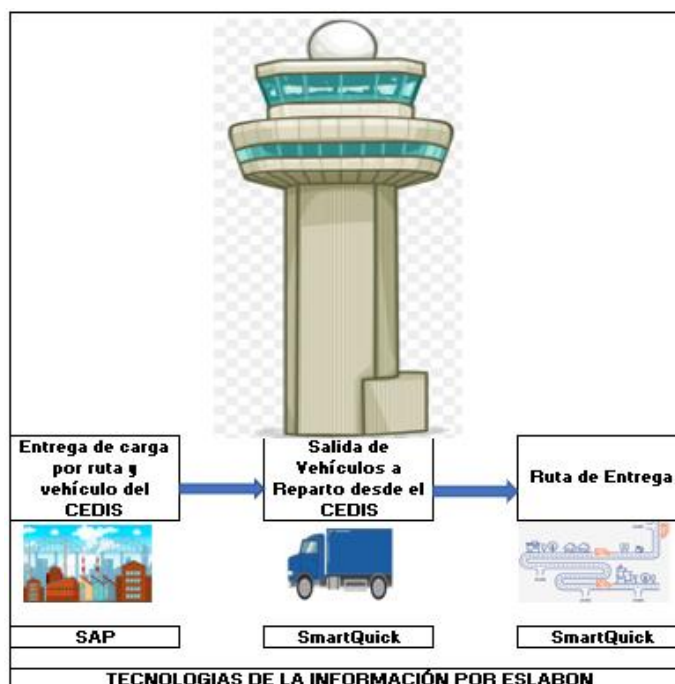 Entrega de carga
por ruta y
vehículo del
CEDIS
Salida de
Vehículos a
Reparto desde el
CEDIS
Ruta de Entrega
SAP
SmartQuick
SmartQuick
TECNOLOGIAS DE LA INFORMACIÓN POR ESLABON